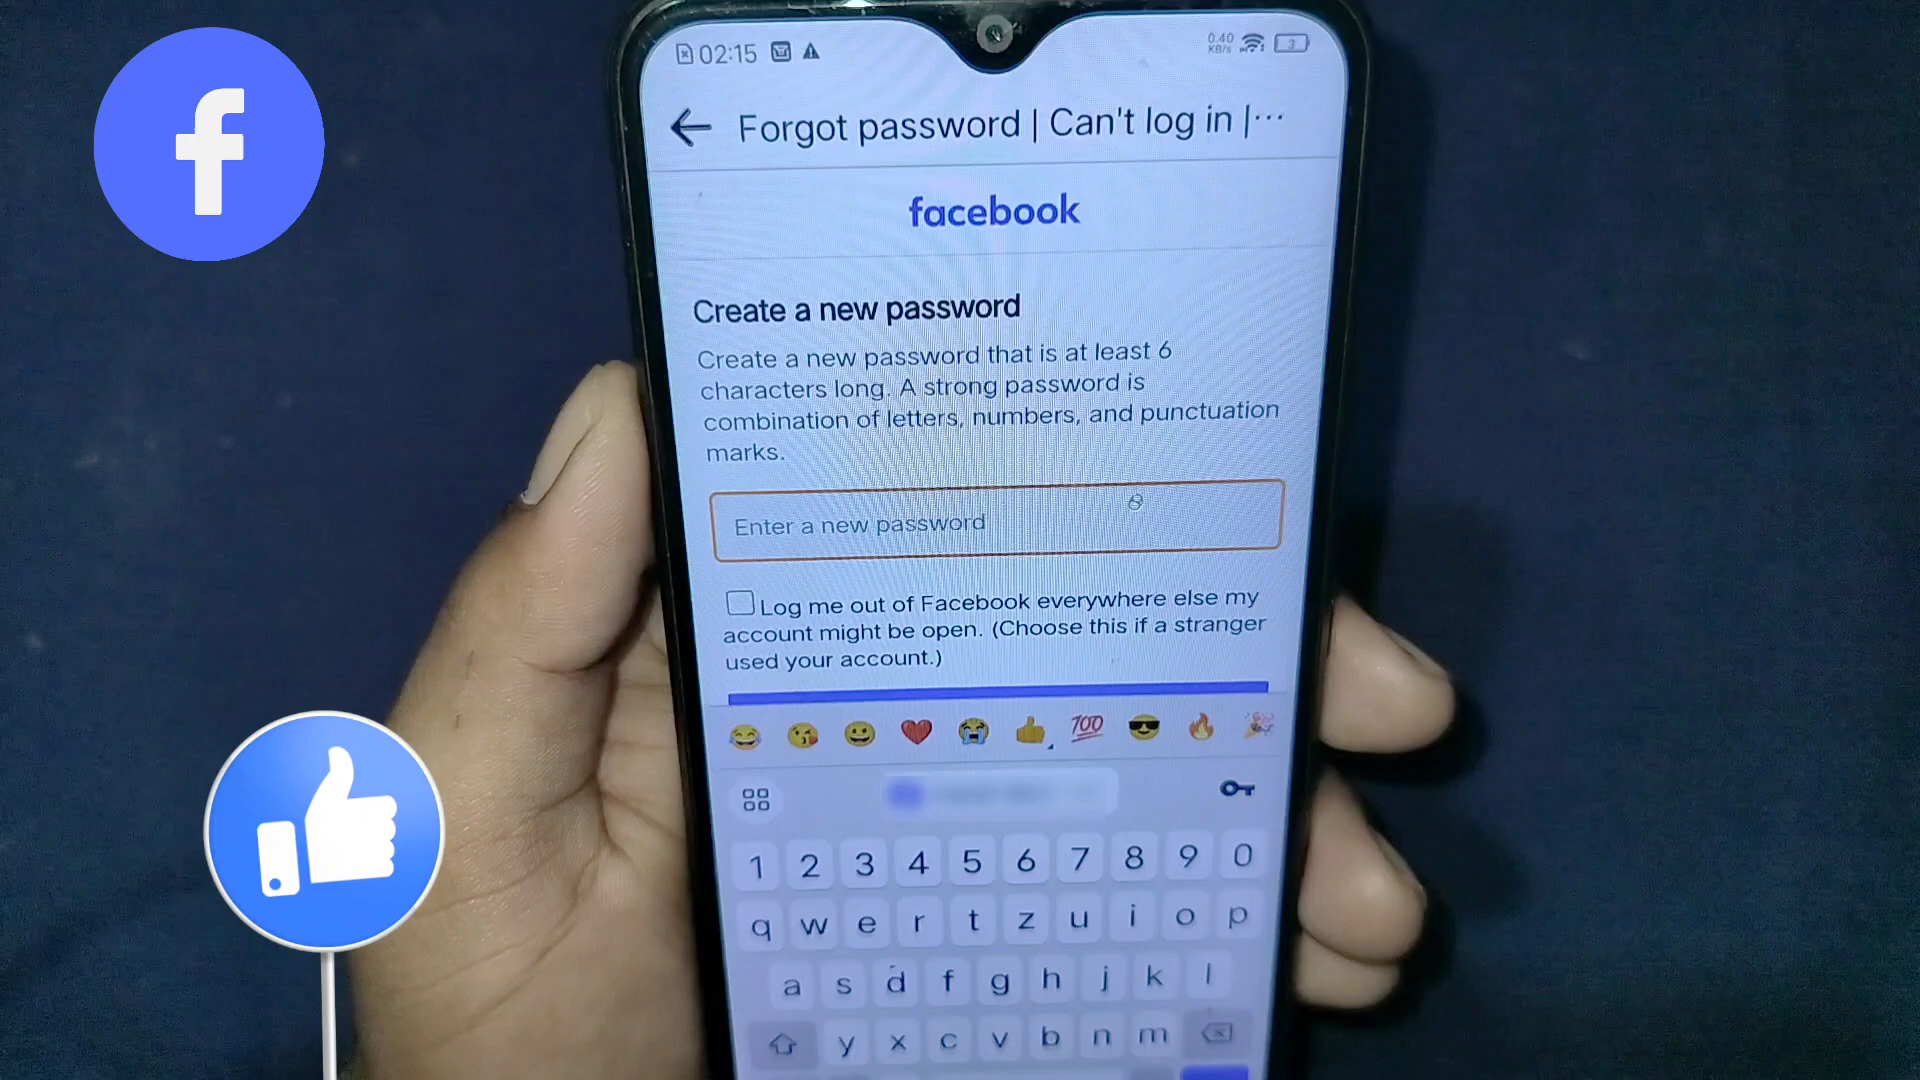 f
02:15
0.40
KB/s
3
Forgot password | Can't log in |...
facebook
Create a new password
Create a new password that is at least 6
characters long. A strong password is
combination of letters, numbers, and punctuation
marks.
Enter a new password
Log me out of Facebook everywhere else my
account might be open. (Choose this if a stranger
used your account.)
100
1 2 3 4 5 6 7 8 9 0
q w e r t z u i o p
a s d f g h j k l
y x c v b n m